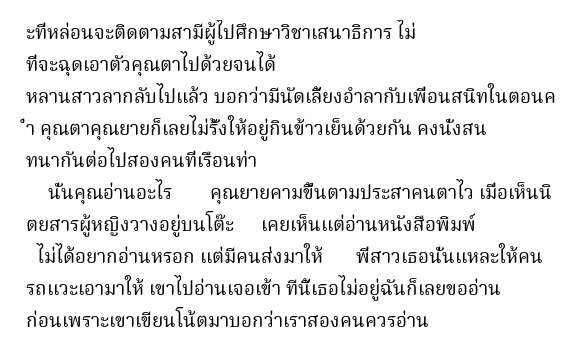 ะที่หล่อนจะติดตามสามีผู้ไปศึกษาวิชาเสนาธิการ ไม่
ที่จะฉุดเอาตัวคุณตาไปด้วยจนได้
หลานสาวลากลับไปแล้ว บอกว่ามีนัดเลี้ยงอำลากับเพื่อนสนิทในตอนค
่ำ คุณตาคุณยายก็เลยไม่รั้งให้อยู่กินข้าวเย็นด้วยกัน คงนั่งสน
ทนากันต่อไปสองคนที่เรือนท่า
นั่นคุณอ่านอะไร คุณยายถามขึ้นตามประสาคนตาไว เมื่อเห็นนิ
ตยสารผู้หญิงวางอยู่บนโต๊ะ เคยเห็นแต่อ่านหนังสือพิมพ์
ไม่ได้อยากอ่านหรอก แต่มีคนส่งมาให้ พี่สาวเธอนั่นแหละให้คน
รถแวะเอามาให้ เขาไปอ่านเจอเข้า ทีนี้เธอไม่อยู่ฉันก็เลยขออ่าน
ก่อนเพราะเขาเขียนโน้ตมาบอกว่าเราสองคนควรอ่าน